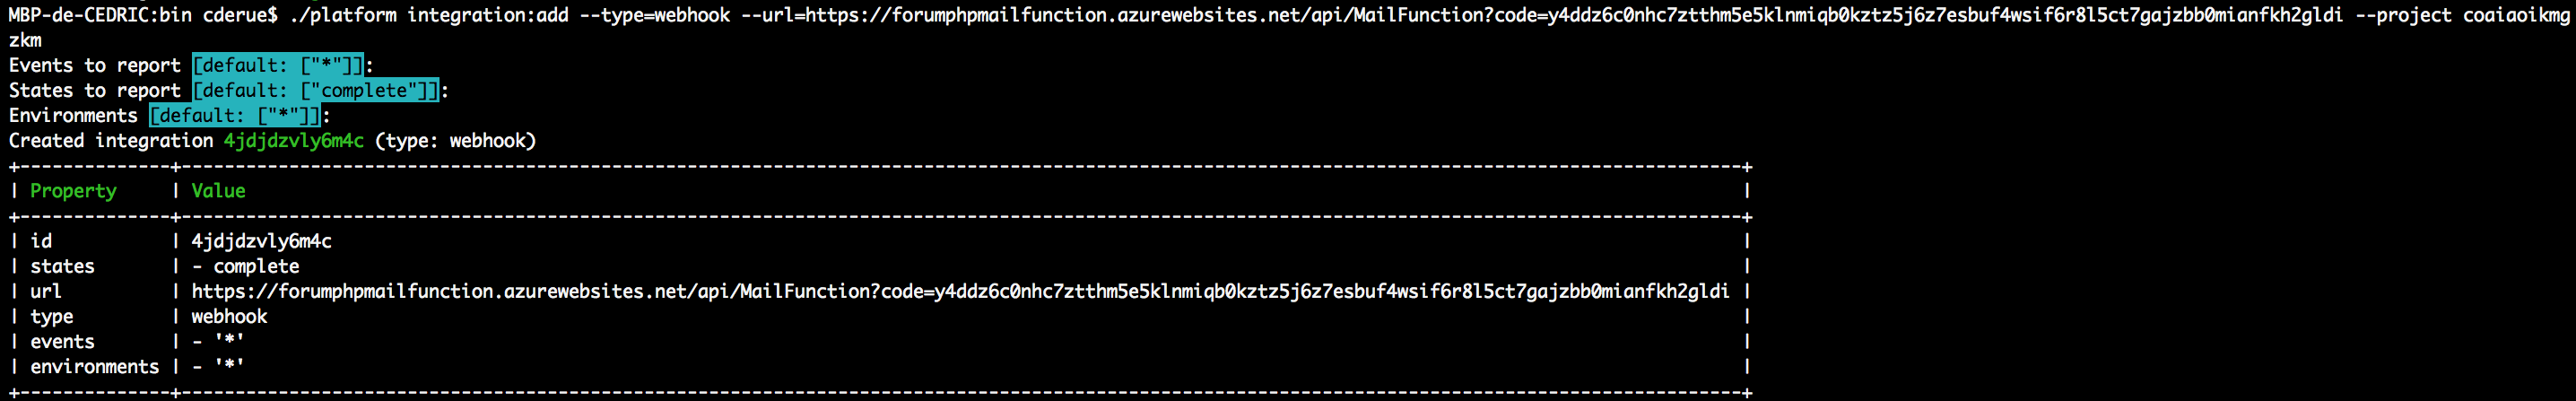 MBP-de-CEDRIC:bin cderue$ ./platform integration:add --type=webhook --url=https://forumphpmailfunction.azurewebsites.net/api/MailFunction?code=y4ddz6c0nhc7ztthm5e5klnmiqb0kztz5j6z7esbuf4wsif6r8l5ct7gajzbb0mianfkh2gldi --project coaiaoikmg
zkm
Events to report [default: ["*"]]:
States to report [default: ["complete"]]:
Environments [default: ["*"]]:
Created integration 4jdjdzvly6m4c (type: webhook)
+--------------+-------------------------------------------------------------------------------------------------------------------------------------------------+
| Property     | Value                                                                                                                                           |
+--------------+-------------------------------------------------------------------------------------------------------------------------------------------------+
| id           | 4jdjdzvly6m4c                                                                                                                                   |
| states       | - complete                                                                                                                                      |
| url          | https://forumphpmailfunction.azurewebsites.net/api/MailFunction?code=y4ddz6c0nhc7ztthm5e5klnmiqb0kztz5j6z7esbuf4wsif6r8l5ct7gajzbb0mianfkh2gldi |
| type         | webhook                                                                                                                                         |
| events       | - '*'                                                                                                                                           |
| environments | - '*'                                                                                                                                           |
+--------------+-------------------------------------------------------------------------------------------------------------------------------------------------+